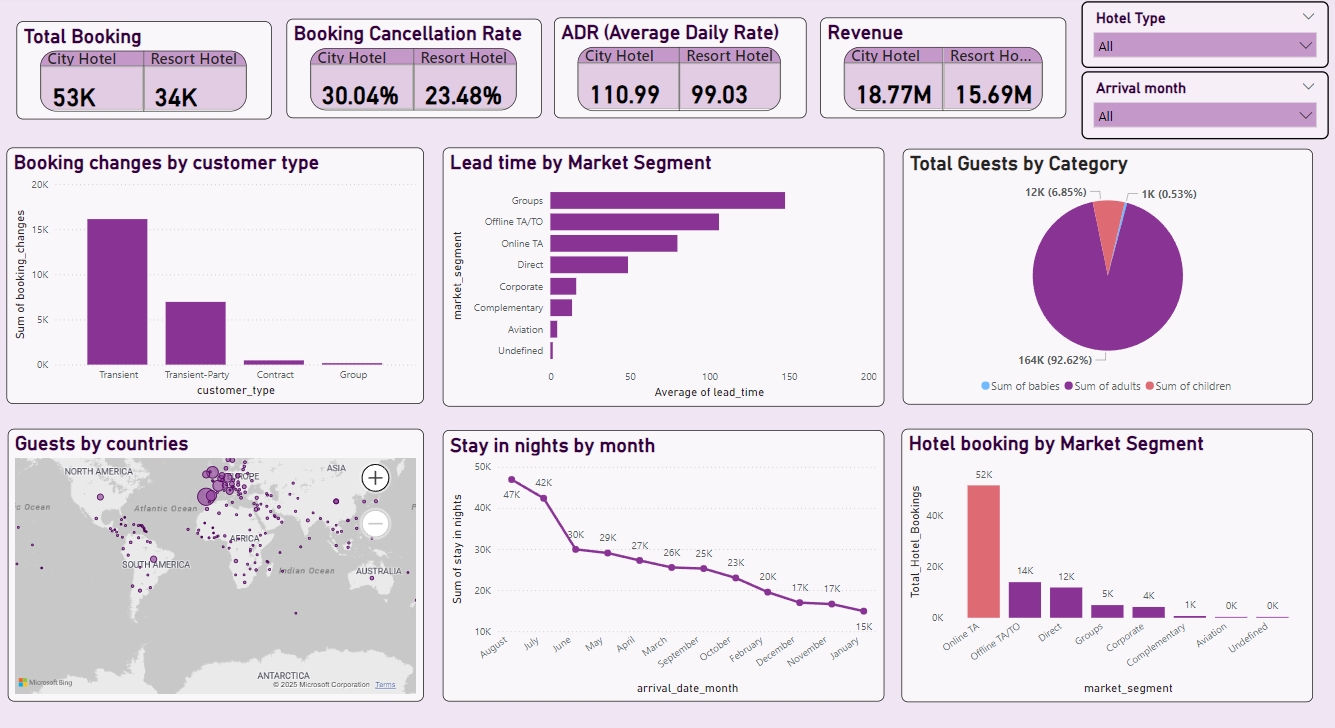 Total Booking
City Hotel Resort Hotel
53K 34K
Booking Cancellation Rate
City Hotel Resort Hotel
30.04% 23.48%
ADR (Average Daily Rate)
City Hotel Resort Hotel
110.99 99.03
Revenue
City Hotel Resort Ho...
18.77M 15.69M
Hotel Type
All
Arrival month
All
Booking changes by customer type
Sum of booking_changes
20K
15K
10K
5K
0K
Transient Transient-Party Contract Group
customer_type
Lead time by Market Segment
market_segment
Groups
Offline TA/TO
Online TA
Direct
Corporate
Complementary
Aviation
Undefined
0 50 100 150 200
Average of lead_time
Total Guests by Category
12K (6.85%) 1K (0.53%)
164K (92.62%)
Sum of babies Sum of adults Sum of children
Guests by countries
NORTH AMERICA
ASIA
OPE
c Ocean
Atlantic Ocean
P
AFRICA
SOUTH AMERICA
Indian Ocean
AUSTRALIA
ANTARCTICA
Microsoft Bing
© 2025 Microsoft Corporation Terms
Stay in nights by month
Sum of stay in nights
50K
40K
30K
20K
10K
47K 42K 30K 29K 27K 26K 25K 23K 20K 17K 17K 15K
August July June May April March September October February December November January
arrival_date_month
Hotel booking by Market Segment
Total_Hotel_Bookings
40K
20K
0K
52K 14K 12K 5K 4K 1K 0K 0K
Online TA Offline TA/TO Direct Groups Corporate Complementary Aviation Undefined
market_segment